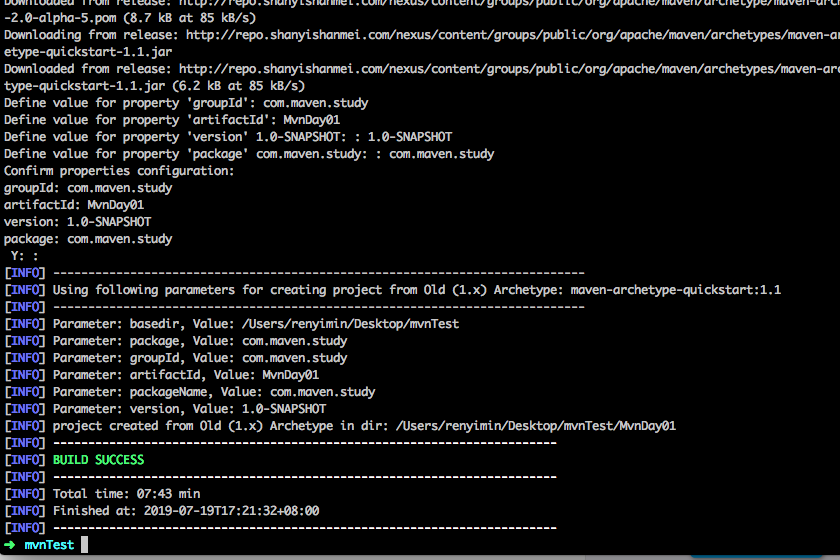 Downloaded from release: http://repo.shanyishanmei.com/nexus/content/groups/public/org/apache/maven/archetype/maven-arch
-2.0-alpha-5.pom (8.7 kB at 85 kB/s)
Downloading from release: http://repo.shanyishanmei.com/nexus/content/groups/public/org/apache/maven/archetypes/maven-ar
etype-quickstart-1.1.jar
Downloaded from release: http://repo.shanyishanmei.com/nexus/content/groups/public/org/apache/maven/archetypes/maven-arc
type-quickstart-1.1.jar (6.2 kB at 85 kB/s)
Define value for property 'groupId': com.maven.study
Define value for property 'artifactId': MvnDay01
Define value for property 'version' 1.0-SNAPSHOT: : 1.0-SNAPSHOT
Define value for property 'package' com.maven.study: : com.maven.study
Confirm properties configuration:
groupId: com.maven.study
artifactId: MvnDay01
version: 1.0-SNAPSHOT
package: com.maven.study
Y: :
[INFO] ----------------------------------------------------------------------------
[INFO] Using following parameters for creating project from Old (1.x) Archetype: maven-archetype-quickstart:1.1
[INFO] ----------------------------------------------------------------------------
[INFO] Parameter: basedir, Value: /Users/renyimin/Desktop/mvnTest
[INFO] Parameter: package, Value: com.maven.study
[INFO] Parameter: groupId, Value: com.maven.study
[INFO] Parameter: artifactId, Value: MvnDay01
[INFO] Parameter: packageName, Value: com.maven.study
[INFO] Parameter: version, Value: 1.0-SNAPSHOT
[INFO] project created from Old (1.x) Archetype in dir: /Users/renyimin/Desktop/mvnTest/MvnDay01
[INFO] ------------------------------------------------------------------------
[INFO] BUILD SUCCESS
[INFO] ------------------------------------------------------------------------
[INFO] Total time: 07:43 min
[INFO] Finished at: 2019-07-19T17:21:32+08:00
[INFO] ------------------------------------------------------------------------
➜ mvnTest